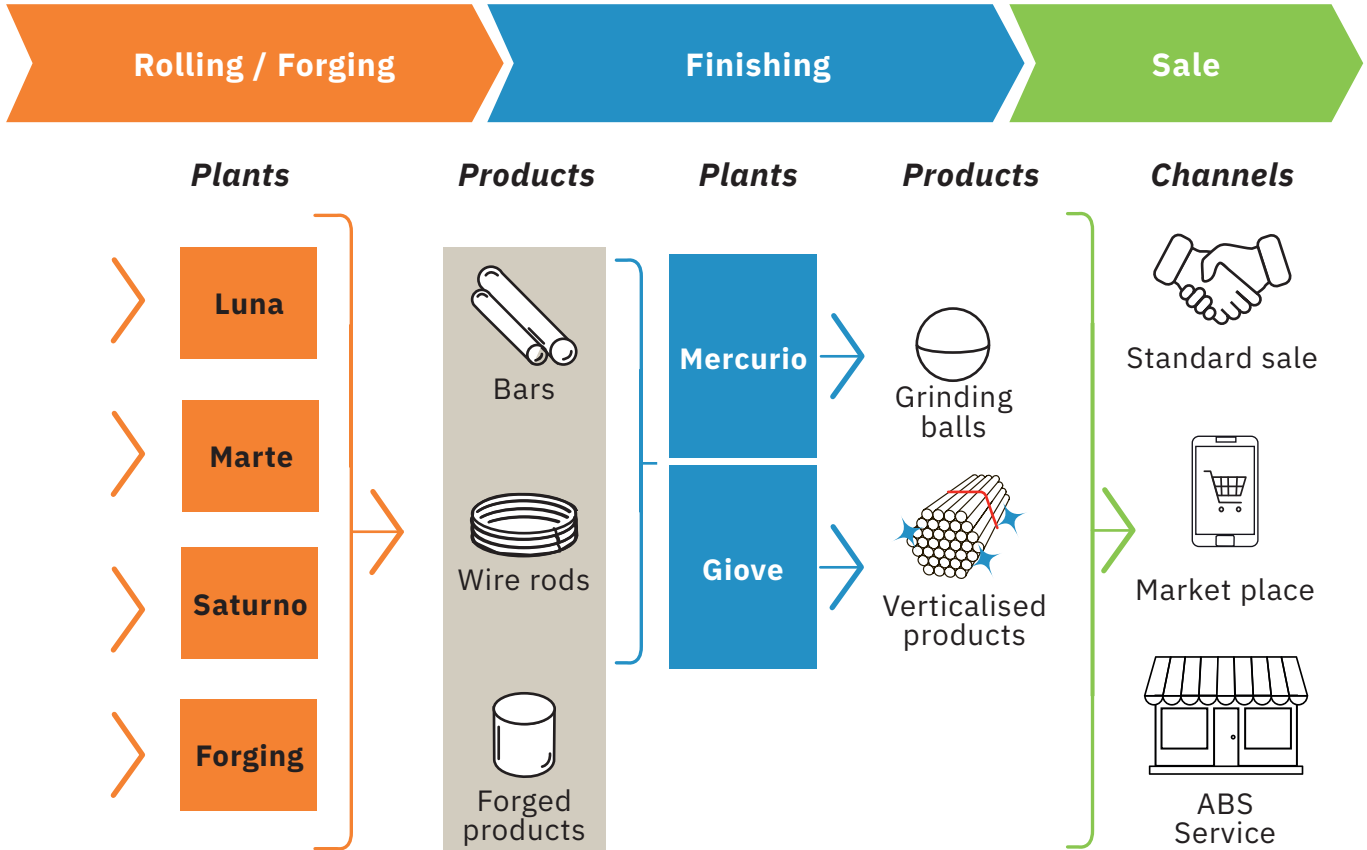 Rolling / Forging
Finishing
Sale
Plants
Products
Plants
Products
Channels
Luna
Marte
Saturno
Forging
Bars
Wire rods
Forged
products
Mercurio
Giove
Grinding
balls
Verticalised
products
Standard sale
Market place
ABS
Service